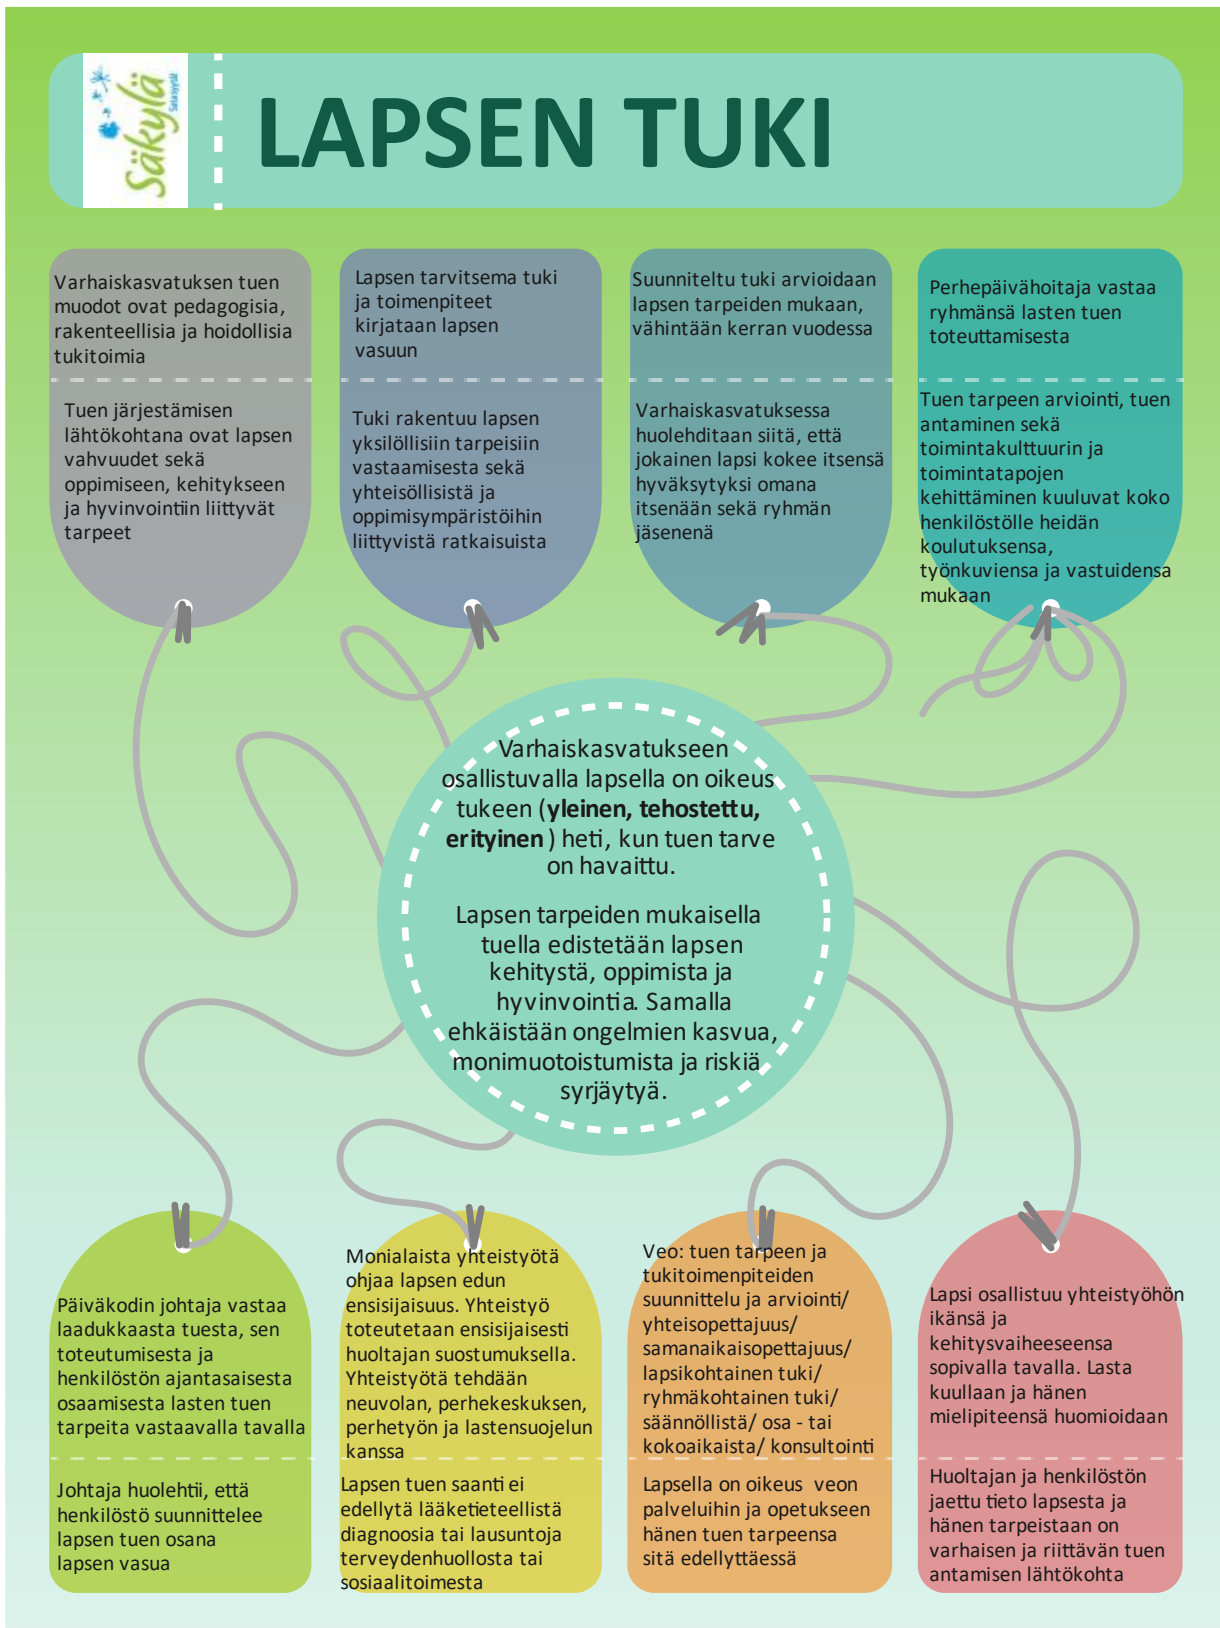 Säkylä
Satasyytä!
LAPSEN TUKI
Varhaiskasvatuksen tuen
muodot ovat pedagogisia,
rakenteellisia ja hoidollisia
tukitoimia
Tuen järjestämisen
lähtökohtana ovat lapsen
vahvuudet sekä
oppimiseen, kehitykseen
ja hyvinvointiin liittyvät
tarpeet
Lapsen tarvitsema tuki
ja toimenpiteet
kirjataan lapsen
vasuun
Tuki rakentuu lapsen
yksilöllisiin tarpeisiin
vastaamisesta sekä
yhteisöllisistä ja
oppimisympäristöihin
liittyvistä ratkaisuista
Suunniteltu tuki arvioidaan
lapsen tarpeiden mukaan,
vähintään kerran vuodessa
Varhaiskasvatuksessa
huolehditaan siitä, että
jokainen lapsi kokee itsensä
hyväksytyksi omana
itsenään sekä ryhmän
jäsenenä
Perhepäivähoitaja vastaa
ryhmänsä lasten tuen
toteuttamisesta
Tuen tarpeen arviointi, tuen
antaminen sekä
toimintakulttuurin ja
toimintatapojen
kehittäminen kuuluvat koko
henkilöstölle heidän
koulutuksensa,
työnkuviensa ja vastuidensa
mukaan
Varhaiskasvatukseen
osallistuvalla lapsella on oikeus
tukeen (yleinen, tehostettu,
erityinen ) heti, kun tuen tarve
on havaittu.
Lapsen tarpeiden mukaisella
tuella edistetään lapsen
kehitystä, oppimista ja
hyvinvointia. Samalla
ehkäistään ongelmien kasvua,
monimuotoistumista ja riskiä
syrjäytyä.
Päiväkodin johtaja vastaa
laadukkaasta tuesta, sen
toteutumisesta ja
henkilöstön ajantasaisesta
osaamisesta lasten tuen
tarpeita vastaavalla tavalla
Johtaja huolehtii, että
henkilöstö suunnittelee
lapsen tuen osana
lapsen vasua
Monialaista yhteistyötä
ohjaa lapsen edun
ensisijaisuus. Yhteistyö
toteutetaan ensisijaisesti
huoltajan suostumuksella.
Yhteistyötä tehdään
neuvolan, perhekeskuksen,
perhetyön ja lastensuojelun
kanssa
Lapsen tuen saanti ei
edellytä lääketieteellistä
diagnoosia tai lausuntoja
terveydenhuollosta tai
sosiaalitoimesta
Veo: tuen tarpeen ja
tukitoimenpiteiden
suunnittelu ja arviointi/
yhteisopettajuus/
samanaikaisopettajuus/
lapsikohtainen tuki/
ryhmäkohtainen tuki/
säännöllistä/ osa - tai
kokoaikaista/ konsultointi
Lapsella on oikeus  veon
palveluihin ja opetukseen
hänen tuen tarpeensa
sitä edellyttäessä
Lapsi osallistuu yhteistyöhön
ikänsä ja
kehitysvaiheeseensa
sopivalla tavalla. Lasta
kuullaan ja hänen
mielipiteensä huomioidaan
Huoltajan ja henkilöstön
jaettu tieto lapsesta ja
hänen tarpeistaan on
varhaisen ja riittävän tuen
antamisen lähtökohta